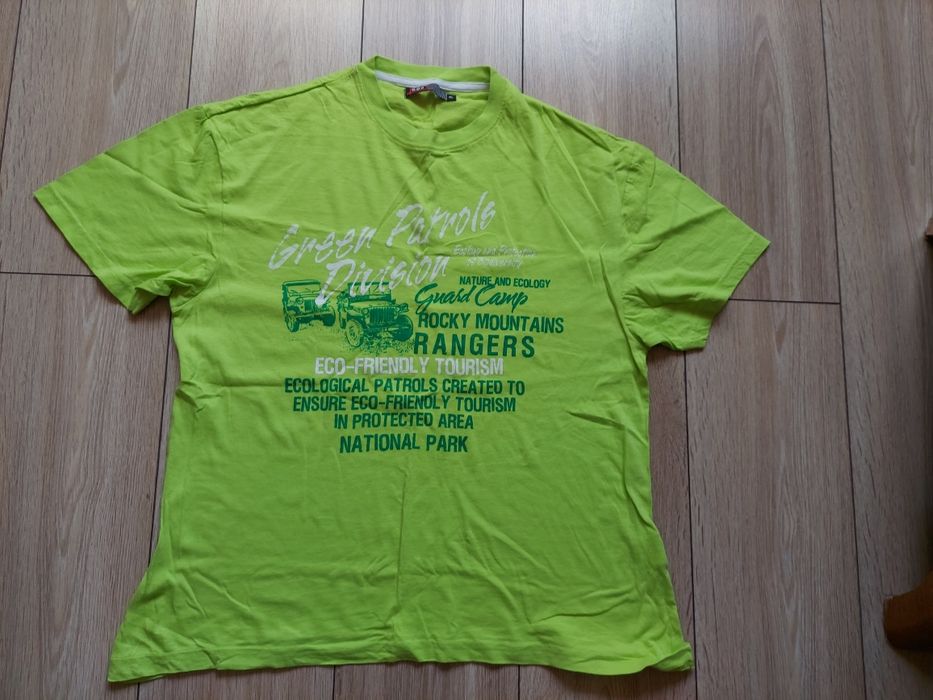 Green Patrols
Division
NATURE AND ECOLOGY
Guard Camp
ROCKY MOUNTAINS
RANGERS
ECO-FRIENDLY TOURISM
ECOLOGICAL PATROLS CREATED TO
ENSURE ECO-FRIENDLY TOURISM
IN PROTECTED AREA
NATIONAL PARK